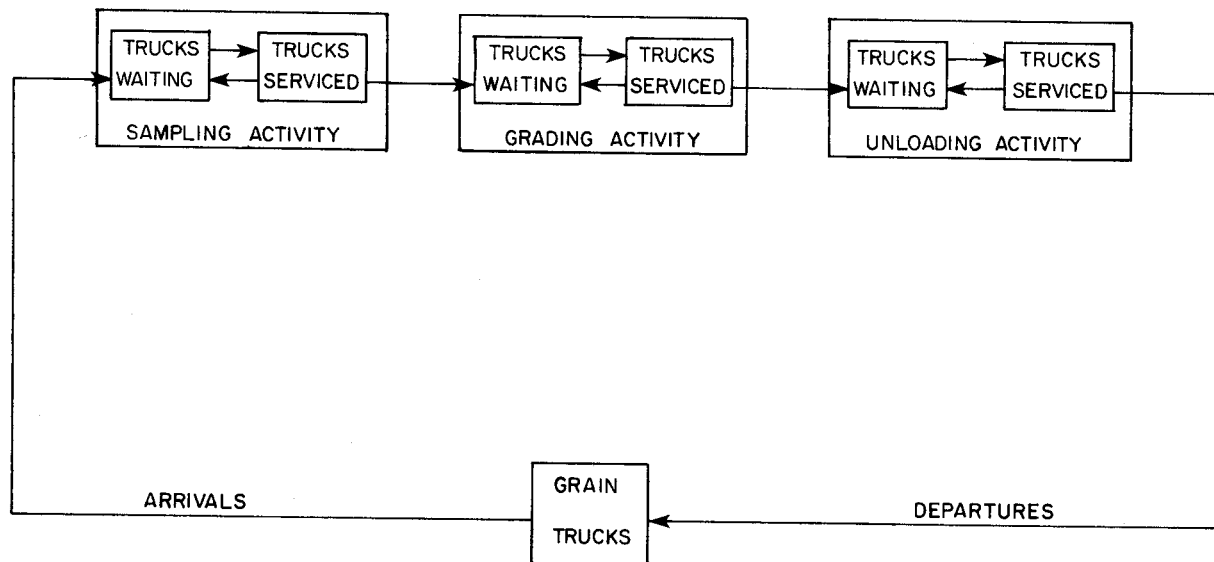 TRUCKS TRUCKS
WAITING SERVICED
SAMPLING ACTIVITY
TRUCKS TRUCKS
WAITING SERVICED
GRADING ACTIVITY
TRUCKS TRUCKS
WAITING SERVICED
UNLOADING ACTIVITY
ARRIVALS
GRAIN
TRUCKS
DEPARTURES